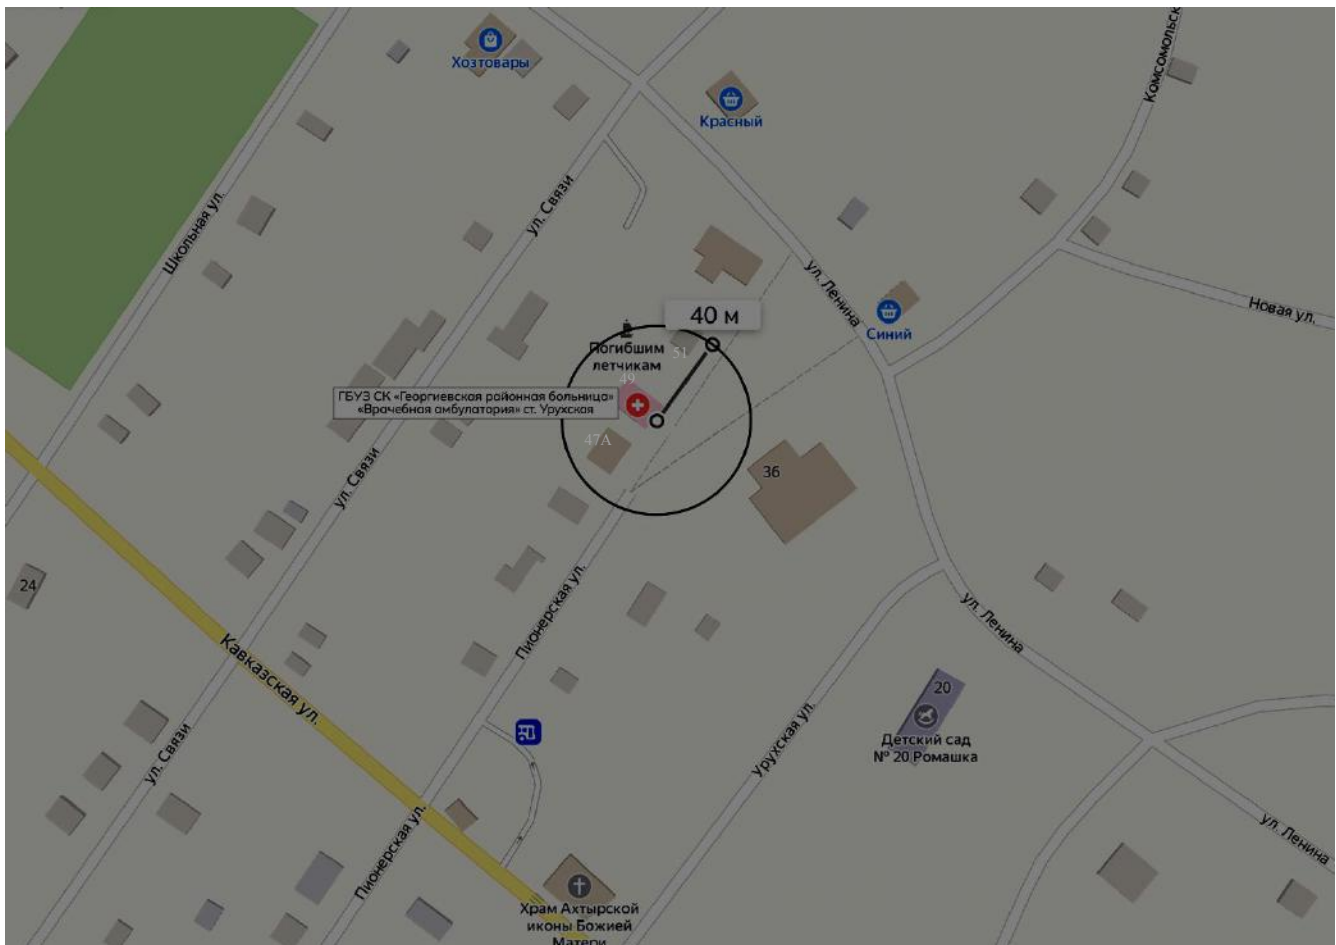 Хозтовары
Красный
Комсомольск
Школьная ул.
ул. Связи
ул. Ленина
Новая ул.
40 м
Синий
Погибшим
летчикам
51
49
ГБУЗ СК «Георгиевская районная больница»
«Врачебная амбулатория» ст. Урухская
47А
36
ул. Связи
24
Пионерская ул.
ул. Ленина
Кавказская ул.
20
Детский сад
№ 20 Ромашка
Урухская ул.
ул. Связи
Пионерская ул.
ул. Ленина
Храм Ахтырской
иконы Божией
Матери